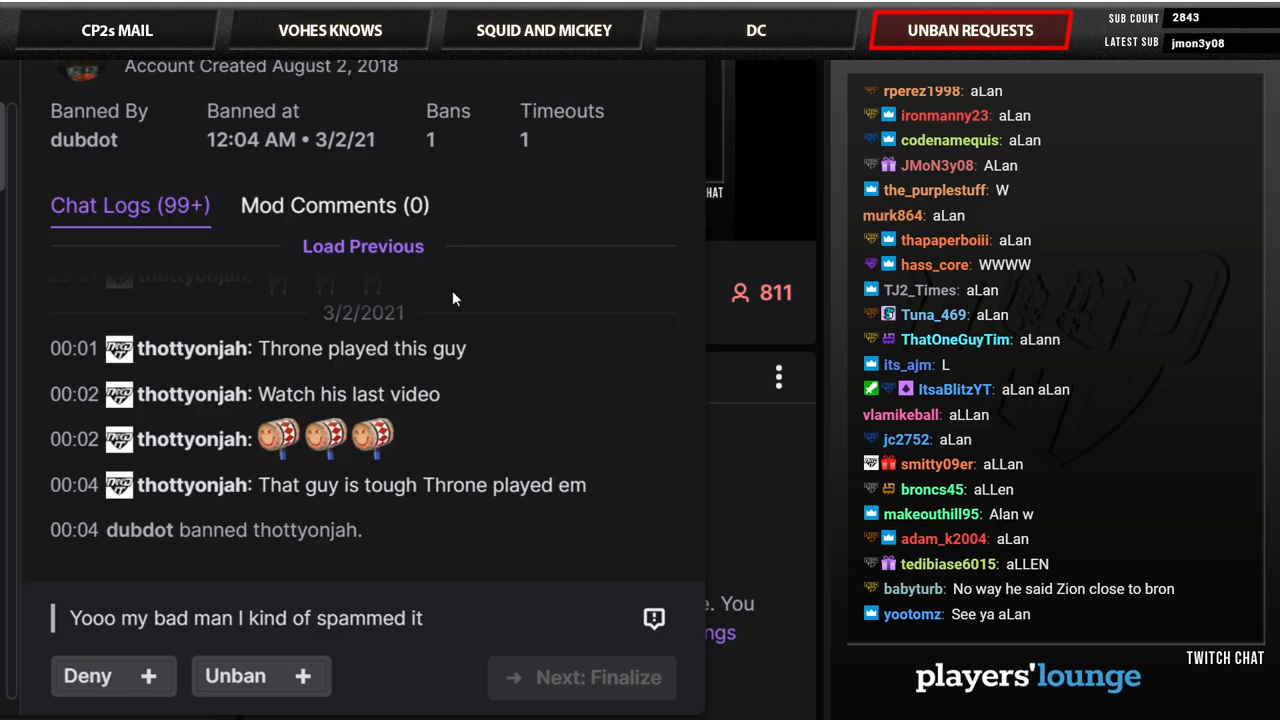 CP2s MAIL
VOHES KNOWS
SQUID AND MICKEY
DC
UNBAN REQUESTS
SUB COUNT 2843
LATEST SUB jmon3y08
Account Created August 2, 2018
Banned By Banned at Bans Timeouts
dubdot 12:04 AM • 3/2/21 1 1
Chat Logs (99+) Mod Comments (0)
Load Previous
thottyonjah:
3/2/2021
00:01 thottyonjah: Throne played this guy
00:02 thottyonjah: Watch his last video
00:02 thottyonjah:
00:04 thottyonjah: That guy is tough Throne played em
00:04 dubdot banned thottyonjah.
Yooo my bad man I kind of spammed it
Deny +
Unban +
→ Next: Finalize
HAT
811
e. You
ngs
rperez1998: aLan
ironmanny23: aLan
codenamequis: aLan
JMoN3y08: ALan
the_purplestuff: W
murk864: aLan
thapaperboiii: aLan
hass_core: WWWW
TJ2_Times: aLan
Tuna_469: aLan
ThatOneGuyTim: aLann
its_ajm: L
ItsaBlitzYT: aLan aLan
vlamikeball: aLLan
jc2752: aLan
smitty09er: aLLan
broncs45: aLLen
makeouthill95: Alan w
adam_k2004: aLan
tedibiase6015: aLLEN
babyturb: No way he said Zion close to bron
yootomz: See ya aLan
TWITCH CHAT
players'lounge